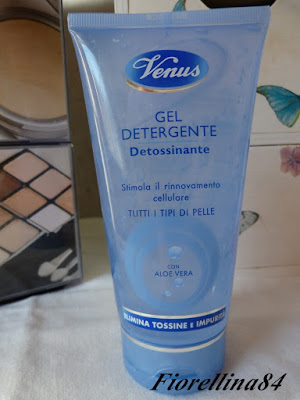 Venus
GEL
DETERGENTE
Detossinante
Stimola il rinnovamento
cellulare
TUTTI I TIPI DI PELLE
CON
ALOE VERA
ELIMINA TOSSINE E IMPURITÀ
Fiorellina84